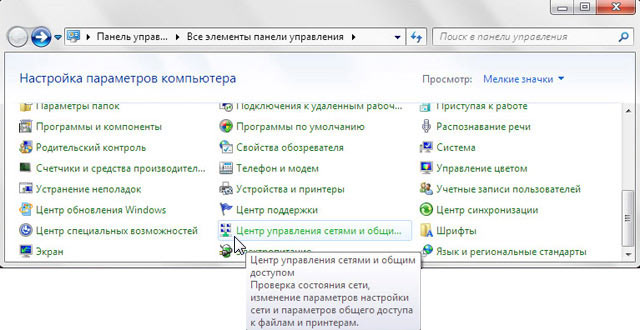 Панель управ... Все элементы панели управления Поиск в панели управления
Настройка параметров компьютера Просмотр: Мелкие значки
Параметры папок Подключения к удаленным рабоч... Приступая к работе
Программы и компоненты Программы по умолчанию Распознавание речи
Родительский контроль Свойства обозревателя Система
Счетчики и средства производител... Телефон и модем Управление цветом
Устранение неполадок Устройства и принтеры Учетные записи пользователей
Центр обновления Windows Центр поддержки Центр синхронизации
Центр специальных возможностей Центр управления сетями и общи... Шрифты
Экран Электропитание Язык и региональные стандарты
Центр управления сетями и общим
доступом
Проверка состояния сети,
изменение параметров настройки
сети и параметров общего доступа
к файлам и принтерам.